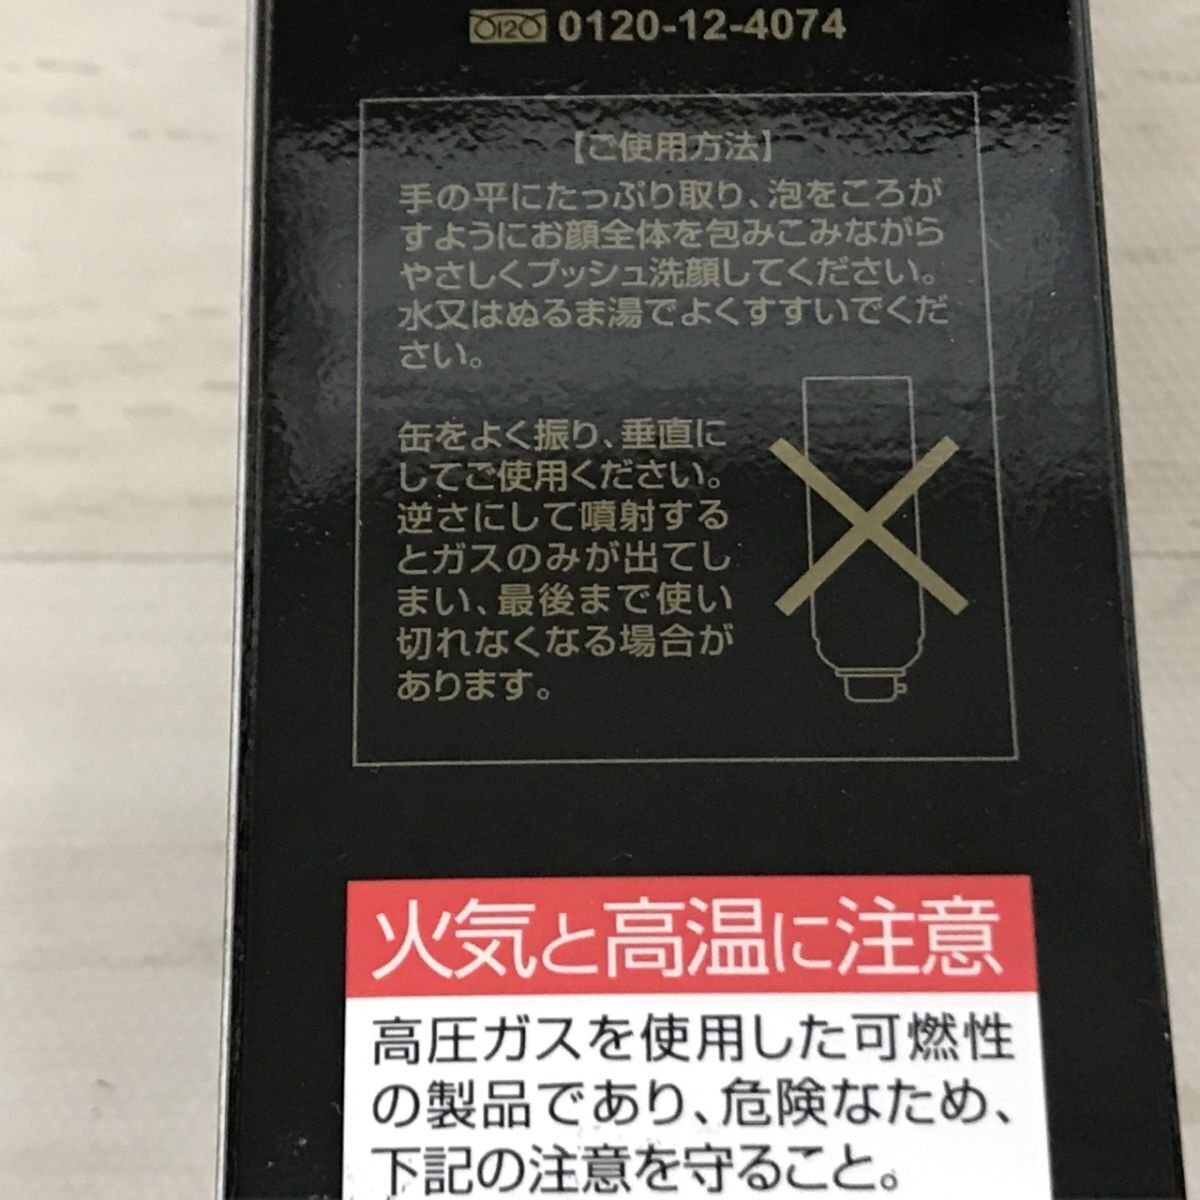 0120-12-4074
【ご使用方法】
手の平にたっぷり取り、泡をころが
すようにお顔全体を包みこみながら
やさしくプッシュ洗顔してください。
水又はぬるま湯でよくすすいでくだ
さい。
缶をよく振り、垂直に
してご使用ください。
逆さにして噴射する
とガスのみが出てし
まい、最後まで使い
切れなくなる場合が
あります。
火気と高温に注意
高圧ガスを使用した可燃性
の製品であり、危険なため、
下記の注意を守ること。